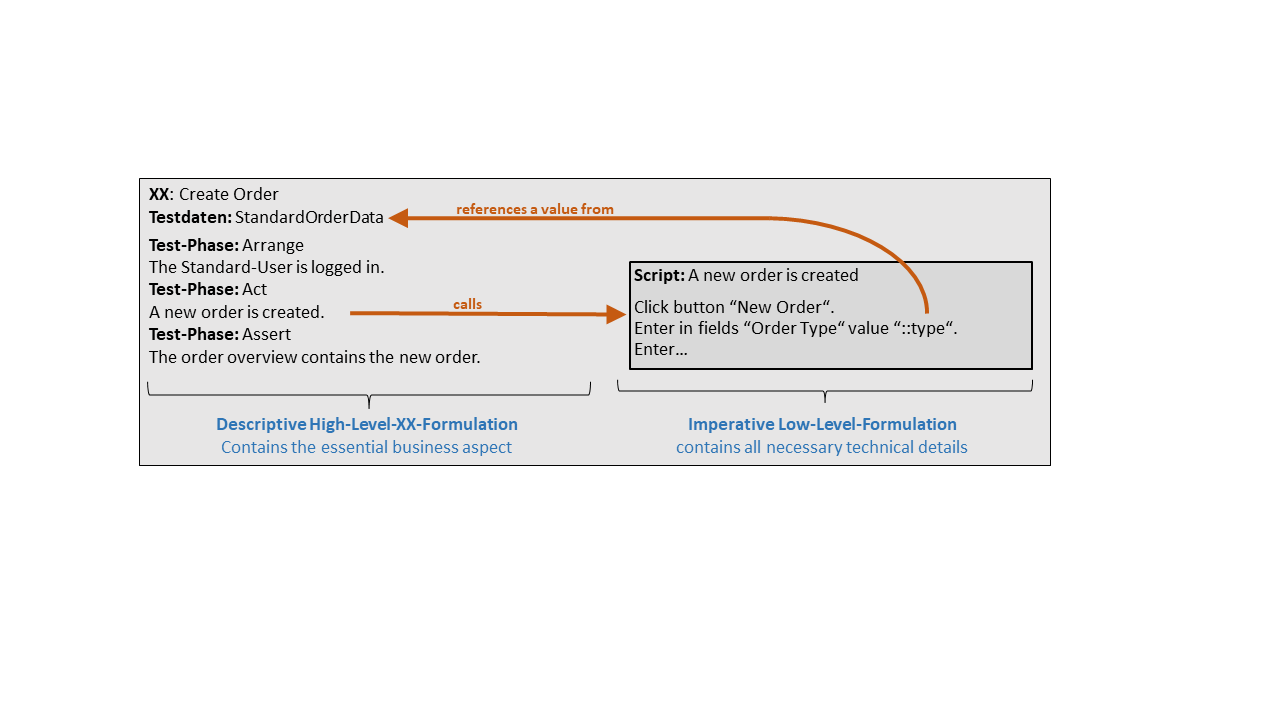 XX: Create Order
Testdaten: StandardOrderData
references a value from
Test-Phase: Arrange
The Standard-User is logged in.
Test-Phase: Act
A new order is created.
calls
Test-Phase: Assert
The order overview contains the new order.
Script: A new order is created
Click button “New Order“.
Enter in fields “Order Type“ value “::type“.
Enter…
Descriptive High-Level-XX-Formulation
Contains the essential business aspect
Imperative Low-Level-Formulation
contains all necessary technical details